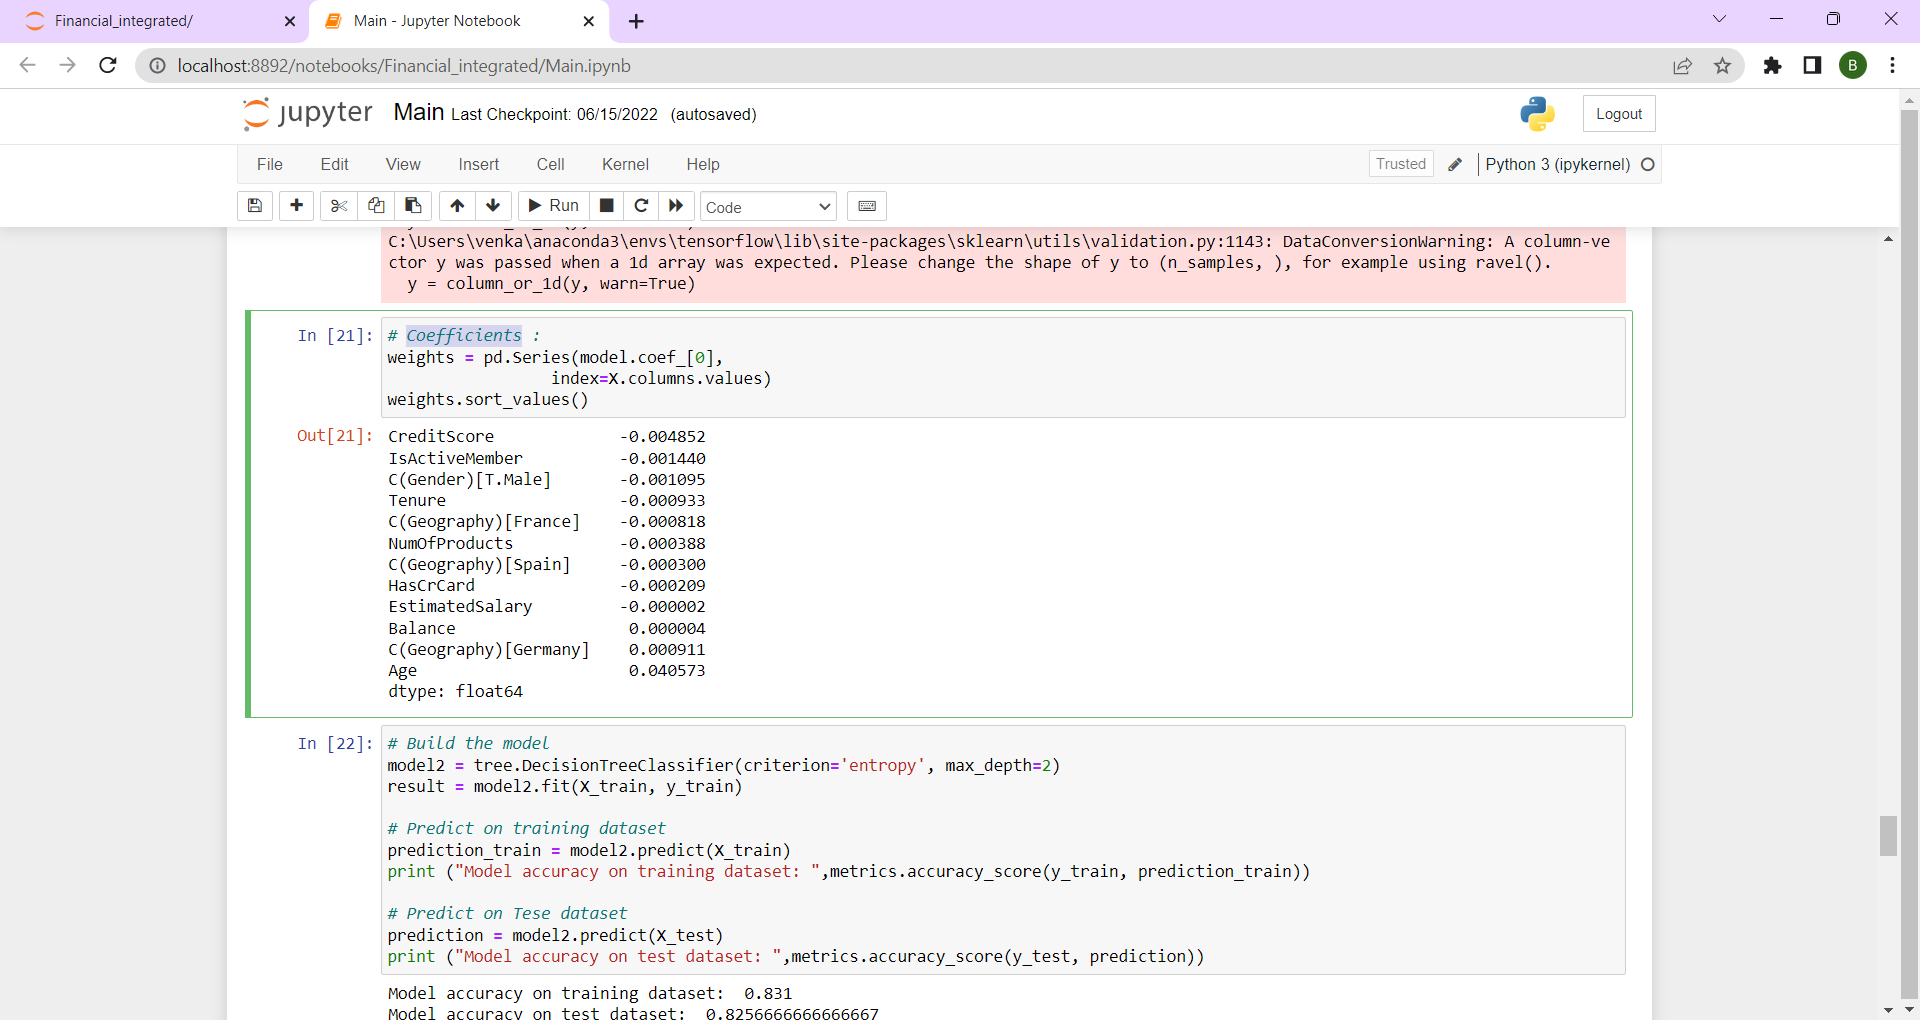 Financial_integrated/
Main - Jupyter Notebook
localhost:8892/notebooks/Financial_integrated/Main.ipynb
B
jupyter Main Last Checkpoint: 06/15/2022 (autosaved)
Logout
File Edit View Insert Cell Kernel Help
Trusted Python 3 (ipykernel)
Run Code
C:\Users\venka\anaconda3\envs\tensorflow\lib\site-packages\sklearn\utils\validation.py:1143: DataConversionWarning: A column-ve
ctor y was passed when a 1d array was expected. Please change the shape of y to (n_samples, ), for example using ravel().
y = column_or_1d(y, warn=True)
In [21]: # Coefficients :
weights = pd.Series(model.coef_[0],
index=X.columns.values)
weights.sort_values()
Out[21]: CreditScore -0.004852
IsActiveMember -0.001440
C(Gender)[T.Male] -0.001095
Tenure -0.000933
C(Geography)[France] -0.000818
NumOfProducts -0.000388
C(Geography)[Spain] -0.000300
HasCrCard -0.000209
EstimatedSalary -0.000002
Balance 0.000004
C(Geography)[Germany] 0.000911
Age 0.040573
dtype: float64
In [22]: # Build the model
model2 = tree.DecisionTreeClassifier(criterion='entropy', max_depth=2)
result = model2.fit(X_train, y_train)
# Predict on training dataset
prediction_train = model2.predict(X_train)
print ("Model accuracy on training dataset: ",metrics.accuracy_score(y_train, prediction_train))
# Predict on Tese dataset
prediction = model2.predict(X_test)
print ("Model accuracy on test dataset: ",metrics.accuracy_score(y_test, prediction))
Model accuracy on training dataset: 0.831
Model accuracy on test dataset: 0.8256666666666667